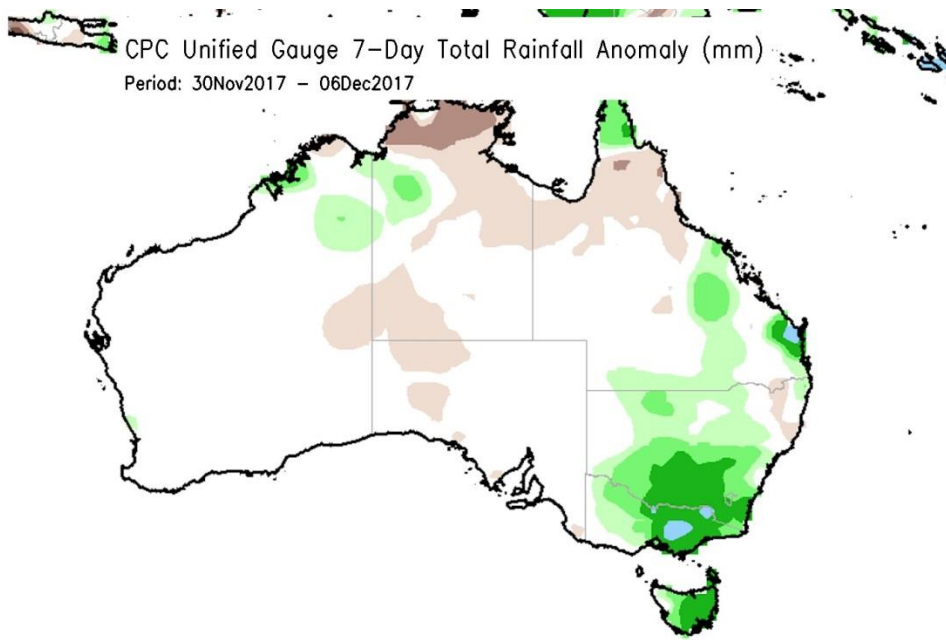 CPC Unified Gauge 7-Day Total Rainfall Anomaly (mm)
Period: 30Nov2017 - 06Dec2017